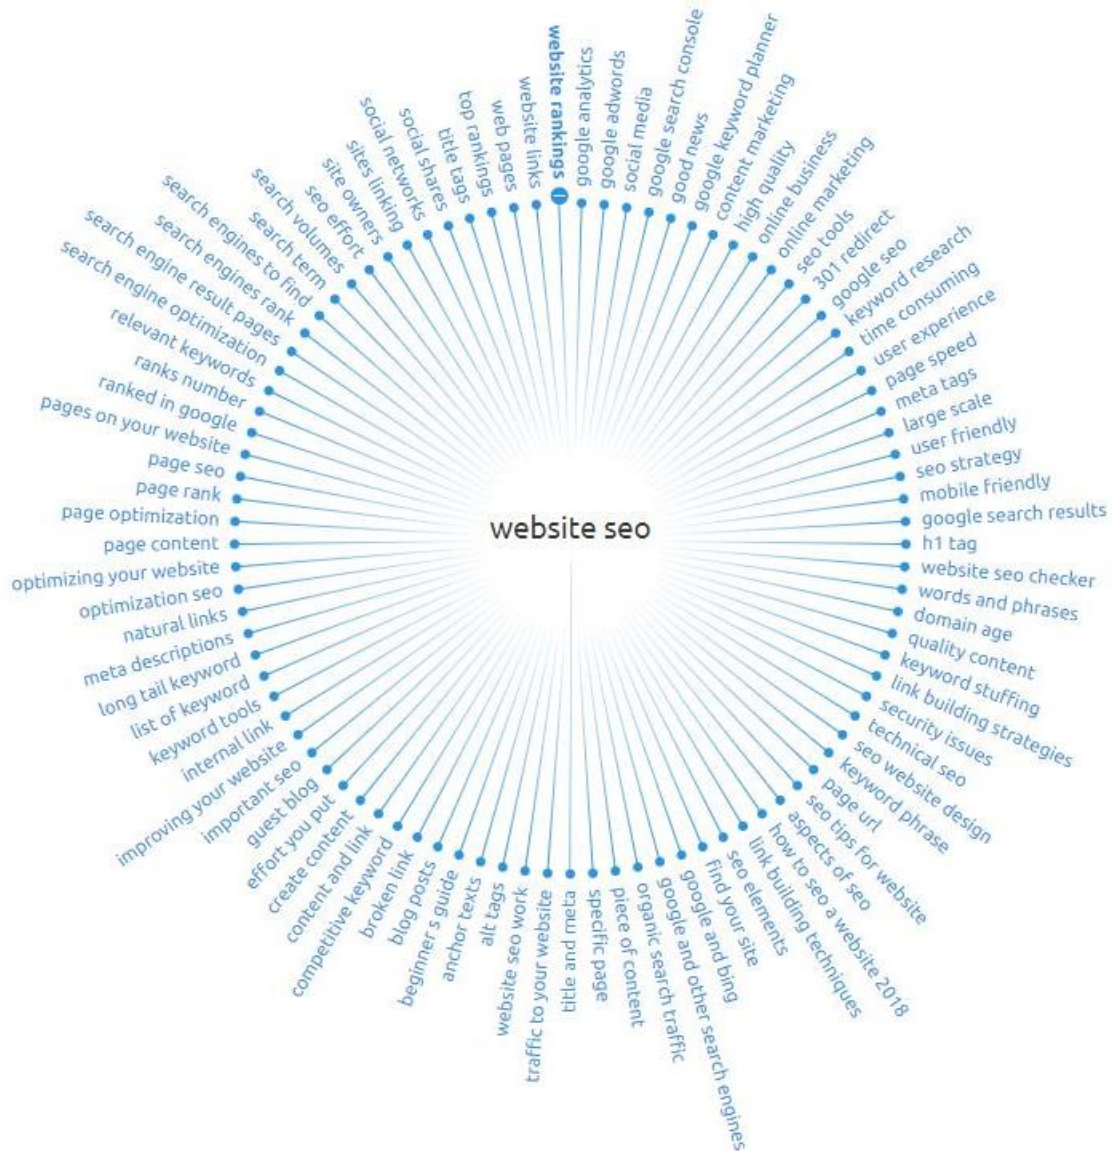 website seo
website rankings
google analytics
google adwords
social media
google search console
good news
google keyword planner
content marketing
high quality
online business
online marketing
seo tools
301 redirect
google seo
keyword research
time consuming
user experience
page speed
meta tags
large scale
user friendly
seo strategy
mobile friendly
google search results
h1 tag
website seo checker
words and phrases
domain age
quality content
keyword stuffing
link building strategies
security issues
technical seo
seo website design
keyword phrase
page url
seo tips for website
aspects of seo
how to seo a website 2018
link building techniques
seo elements
find your site
google and bing
google and other search engines
organic search traffic
piece of content
specific page
title and meta
traffic to your website
website seo work
alt tags
anchor texts
beginner s guide
blog posts
broken link
competitive keyword
content and link
create content
effort you put
guest blog
important seo
improving your website
internal link
keyword tools
list of keyword
long tail keyword
meta descriptions
natural links
optimization seo
optimizing your website
page content
page optimization
page rank
page seo
pages on your website
ranked in google
ranks number
relevant keywords
search engine optimization
search engine result pages
search engines rank
search engines to find
search term
search volumes
seo effort
site owners
sites linking
social networks
social shares
title tags
top rankings
web pages
website links